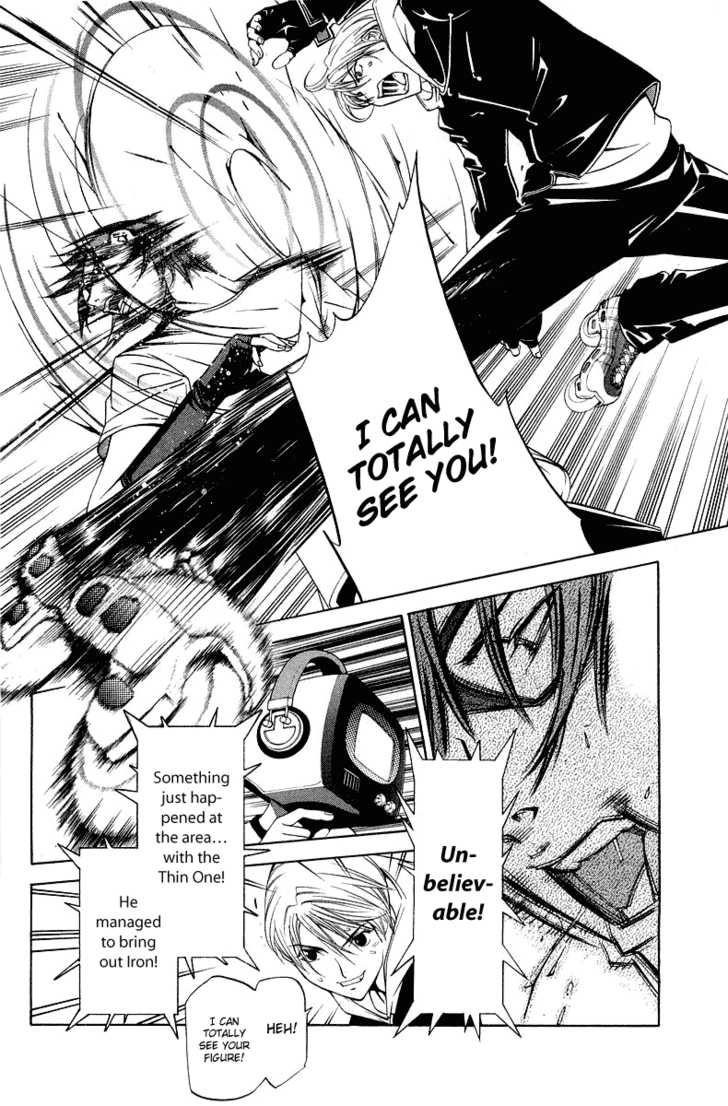 I CAN
TOTALLY
SEE YOU!
Un-
believ-
able!
Something
just hap-
pened at
the area…
with the
Thin One!
He
managed
to bring
out Iron!
HEH!
I CAN
TOTALLY
SEE YOUR
FIGURE!